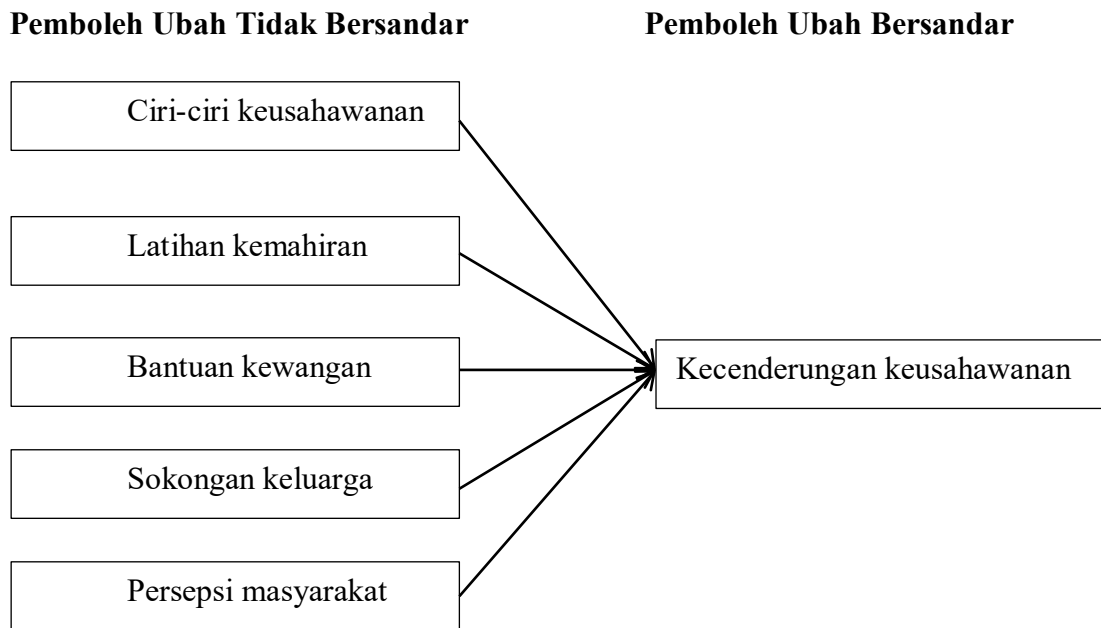 Pemboleh Ubah Tidak Bersandar
Pemboleh Ubah Bersandar
Ciri-ciri keusahawanan
Latihan kemahiran
Bantuan kewangan
Kecenderungan keusahawanan
Sokongan keluarga
Persepsi masyarakat